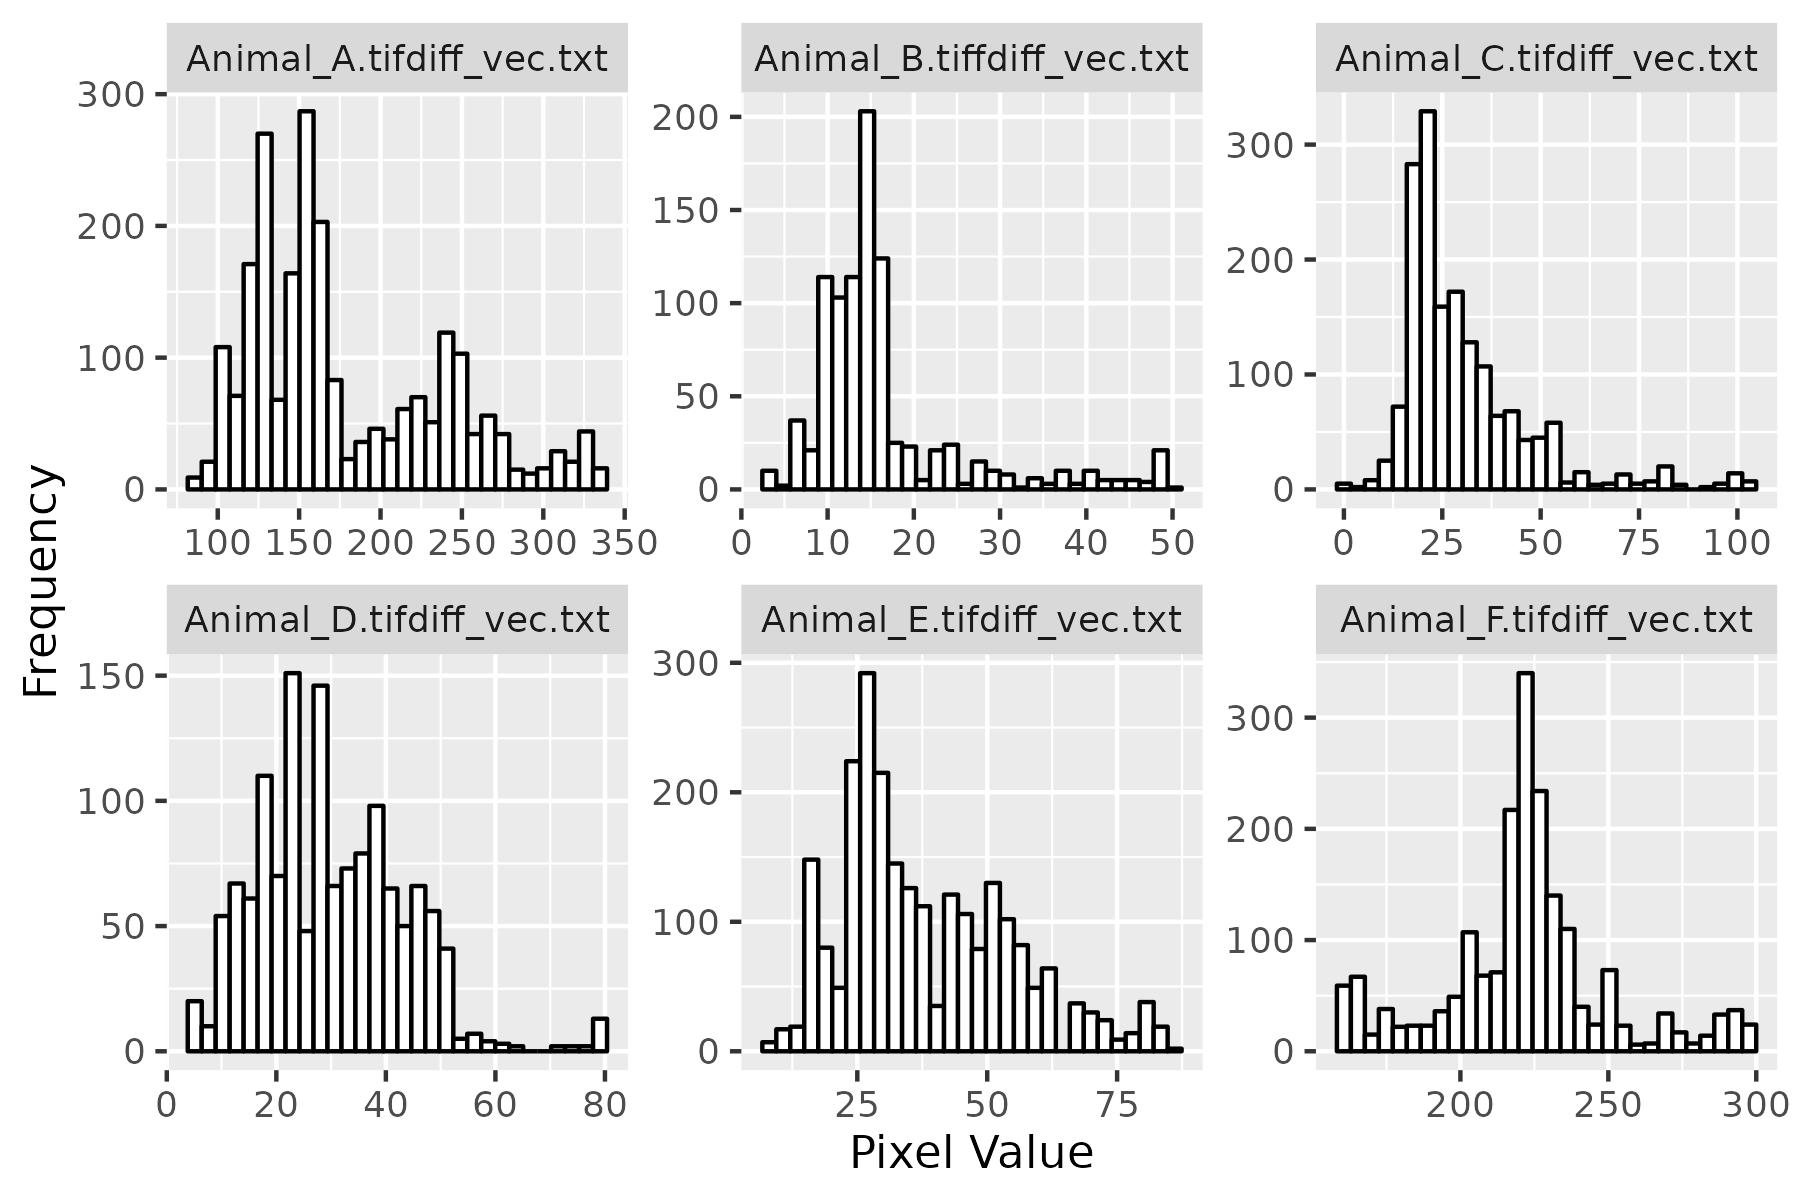 Animal_A.tifdiff_vec.txt
Animal_B.tiffdiff_vec.txt
Animal_C.tifdiff_vec.txt
300
200
100
0
100 150 200 250 300 350
200
150
100
50
0
0 10 20 30 40 50
300
200
100
0
0 25 50 75 100
Frequency
Animal_D.tifdiff_vec.txt
Animal_E.tifdiff_vec.txt
Animal_F.tifdiff_vec.txt
150
100
50
0
0 20 40 60 80
300
200
100
0
25 50 75
300
200
100
0
200 250 300
Pixel Value